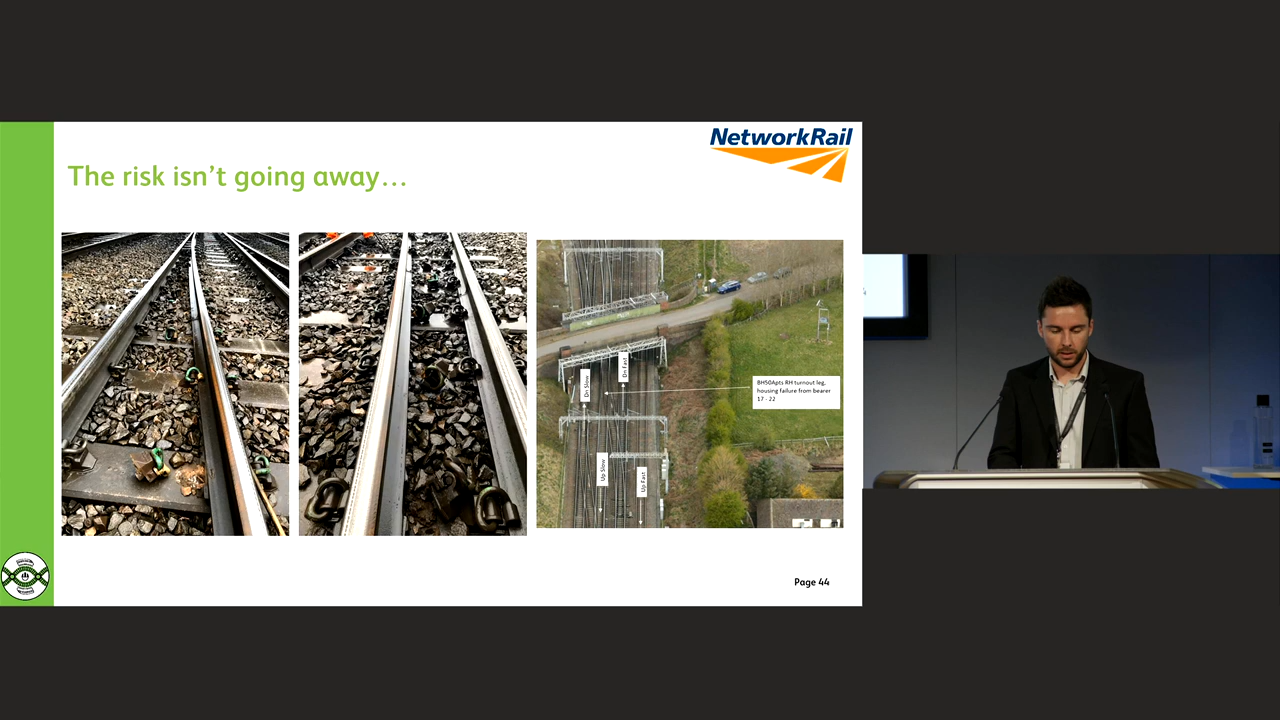 NetworkRail
The risk isn't going away...
Dn Slow
Dn Fast
BH50Apts RH turnout leg,
housing failure from bearer
17 - 22
Up Slow
Up Fast
Page 44